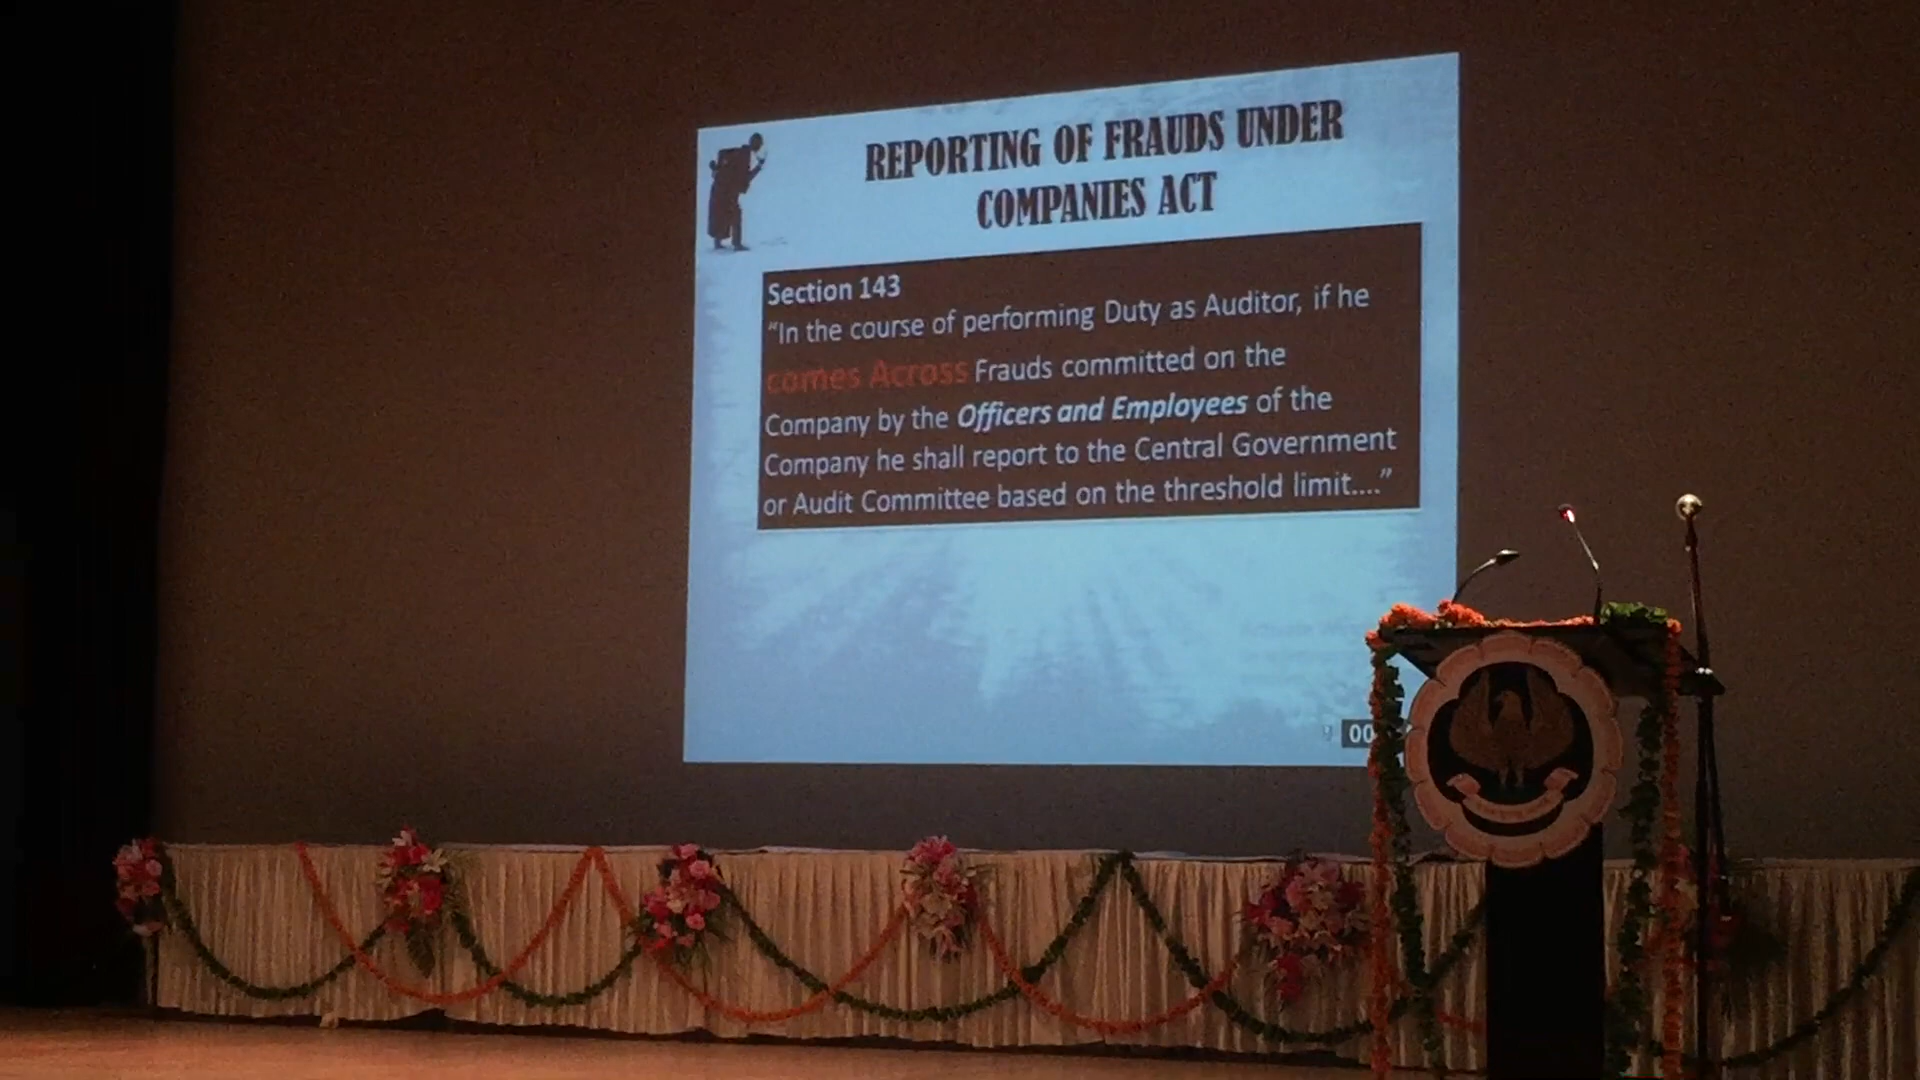 REPORTING OF FRAUDS UNDER
COMPANIES ACT
Section 143
“In the course of performing Duty as Auditor, if he
comes Across Frauds committed on the
Company by the Officers and Employees of the
Company he shall report to the Central Government
or Audit Committee based on the threshold limit....”
00